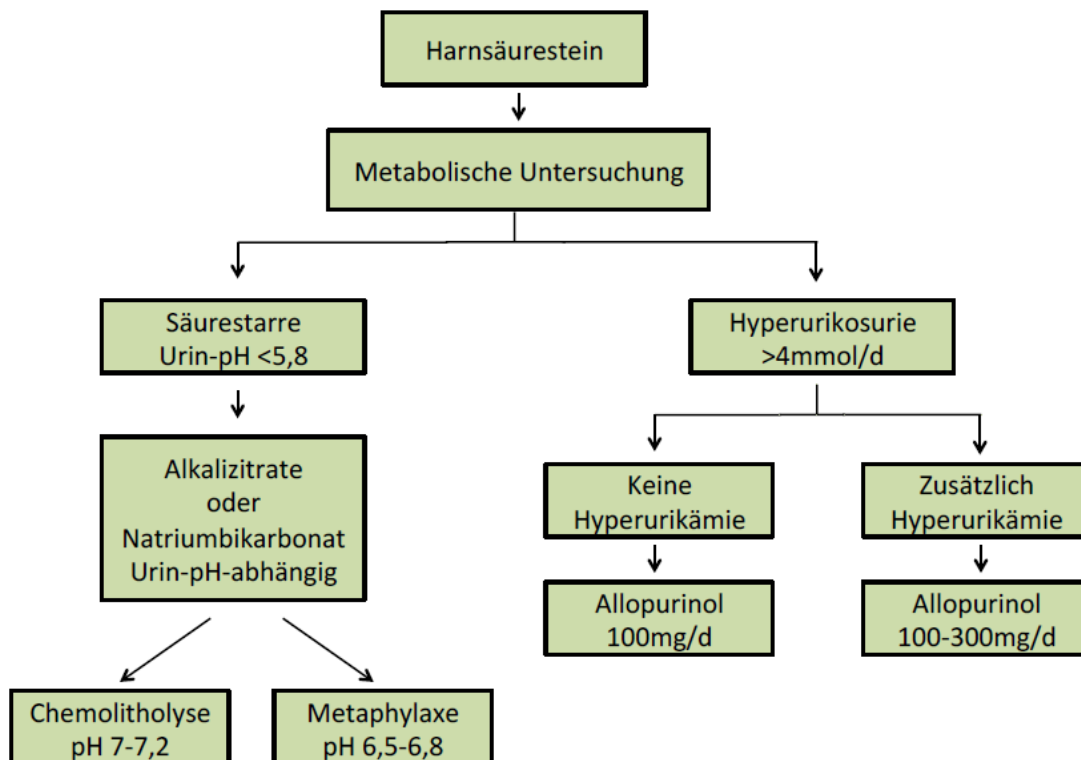 Harnsäurestein
Metabolische Untersuchung
Säurestarre
Urin-pH <5,8
Hyperurikosurie
>4mmol/d
Alkalizitrate
oder
Natriumbikarbonat
Urin-pH-abhängig
Keine
Hyperurikämie
Zusätzlich
Hyperurikämie
Allopurinol
100mg/d
Allopurinol
100-300mg/d
Chemolitholyse
pH 7-7,2
Metaphylaxe
pH 6,5-6,8